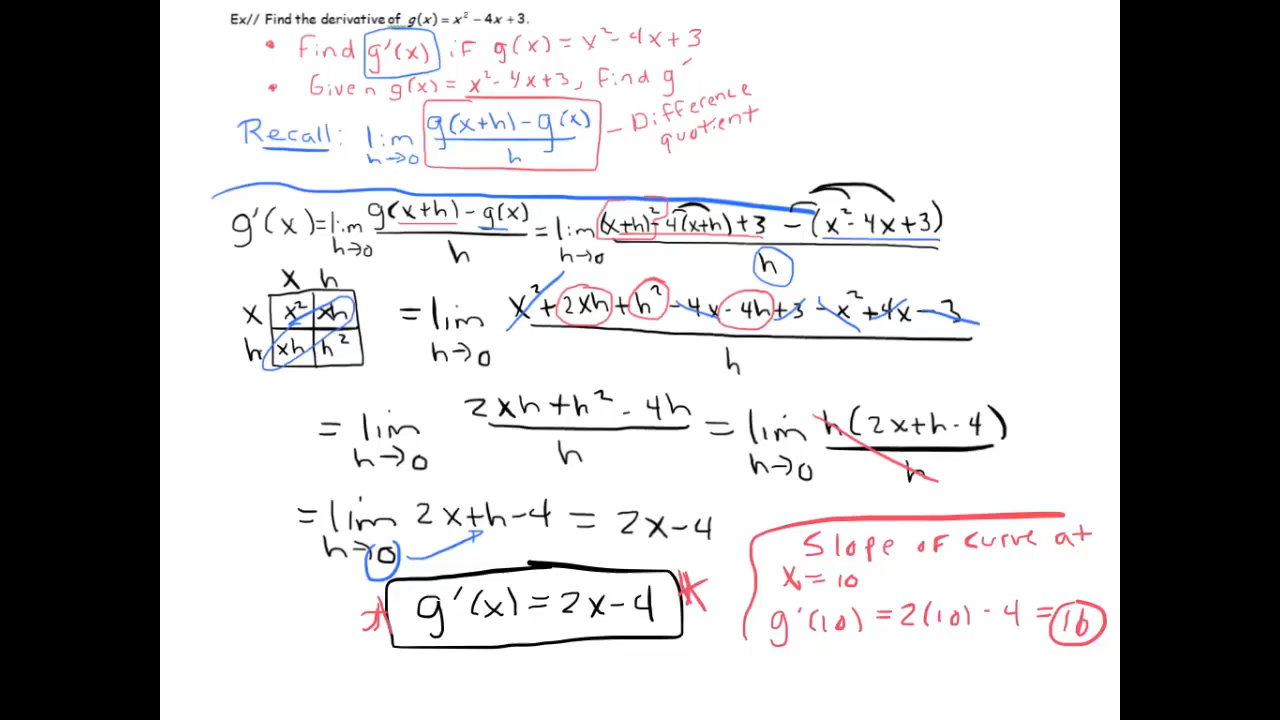 Ex// Find the derivative of g(x) = x² - 4x + 3.
• Find g'(x) if g(x) = x² - 4x + 3
• Given g(x) = x² - 4x + 3, find g'
Recall: lim h→0 g(x+h) - g(x) / h - Difference quotient
g'(x) = lim h→0 g(x+h) - g(x) / h = lim h→0 (x+h)² - 4(x+h) + 3 - (x² - 4x + 3) / h
x h
x x² xh
h xh h²
= lim h→0 x² + 2xh + h² - 4x - 4h + 3 - x² + 4x - 3 / h
= lim h→0 2xh + h² - 4h / h = lim h→0 h(2x + h - 4) / h
= lim h→0 2x + h - 4 = 2x - 4
g'(x) = 2x - 4
Slope of curve at
x = 10
g'(10) = 2(10) - 4 = 16